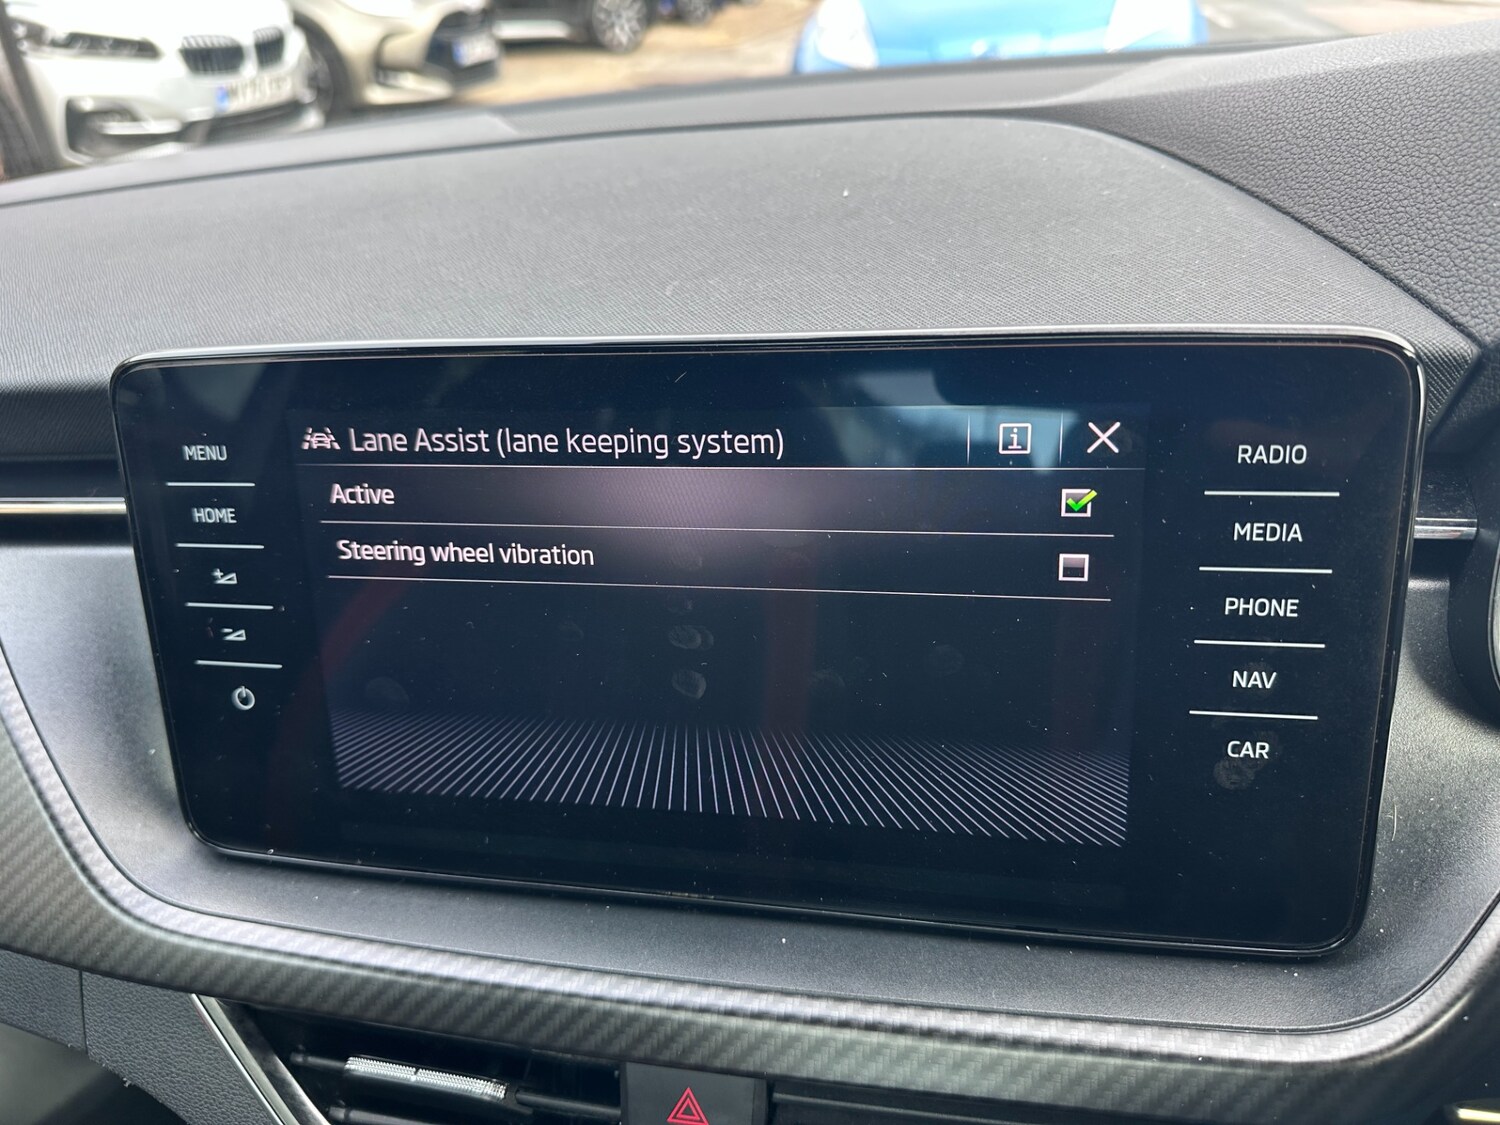 MENU
HOME
Lane Assist (lane keeping system)
i
Active
Steering wheel vibration
RADIO
MEDIA
PHONE
NAV
CAR